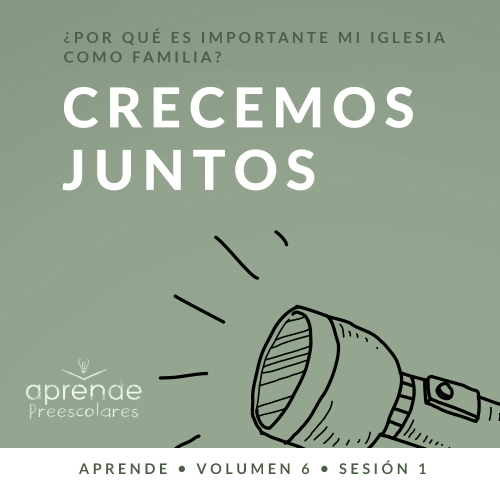 ¿POR QUÉ ES IMPORTANTE MI IGLESIA
COMO FAMILIA?
CRECEMOS
JUNTOS
aprende
Preescolares
APRENDE • VOLUMEN 6 • SESIÓN 1